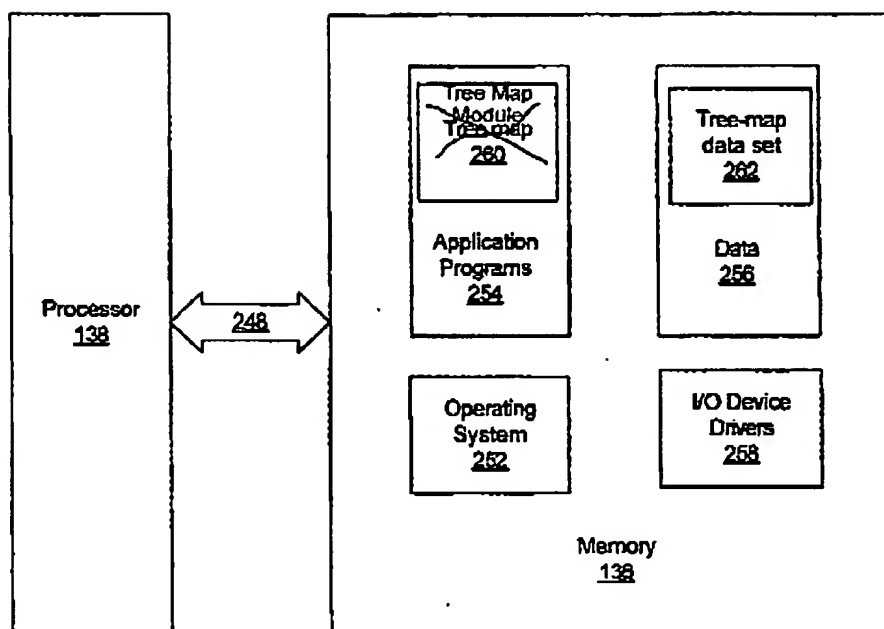 Tree Map
Module
Tree map
260
Application
Programs
254
Tree-map
data set
262
Data
256
Processor
138
248
Operating
System
252
I/O Device
Drivers
258
Memory
138